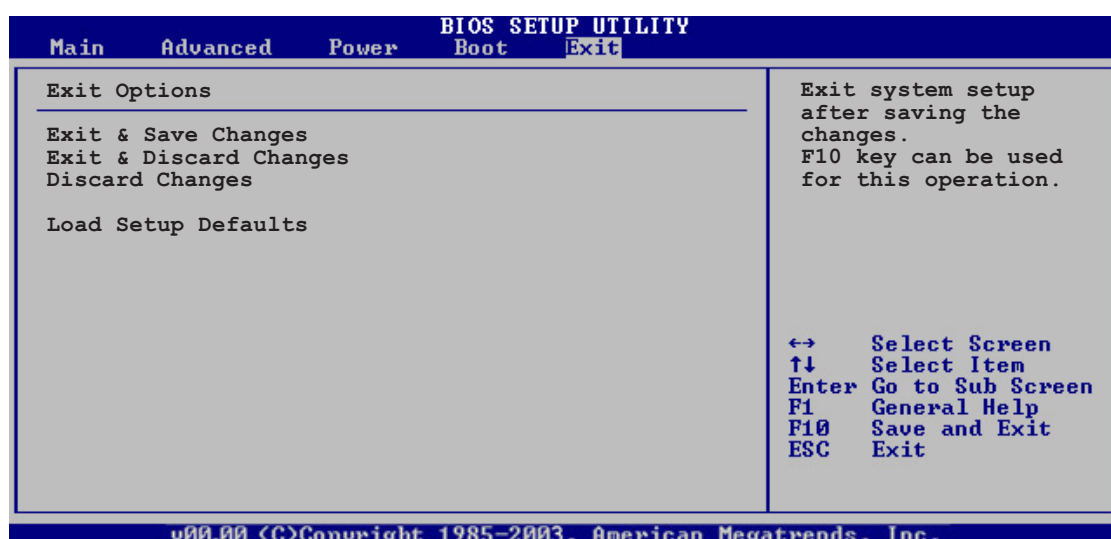 BIOS SETUP UTILITY
Main Advanced Power Boot Exit
Exit Options
Exit & Save Changes
Exit & Discard Changes
Discard Changes
Load Setup Defaults
Exit system setup
after saving the
changes.
F10 key can be used
for this operation.
←→ Select Screen
↑↓ Select Item
Enter Go to Sub Screen
F1 General Help
F10 Save and Exit
ESC Exit
v00.00 (C)Copyright 1985-2003, American Megatrends, Inc.